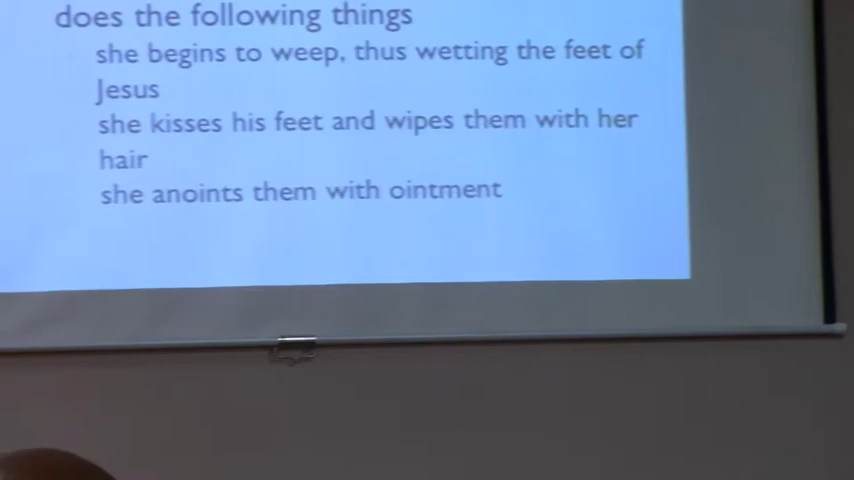 does the following things
she begins to weep, thus wetting the feet of
Jesus
she kisses his feet and wipes them with her
hair
she anoints them with ointment